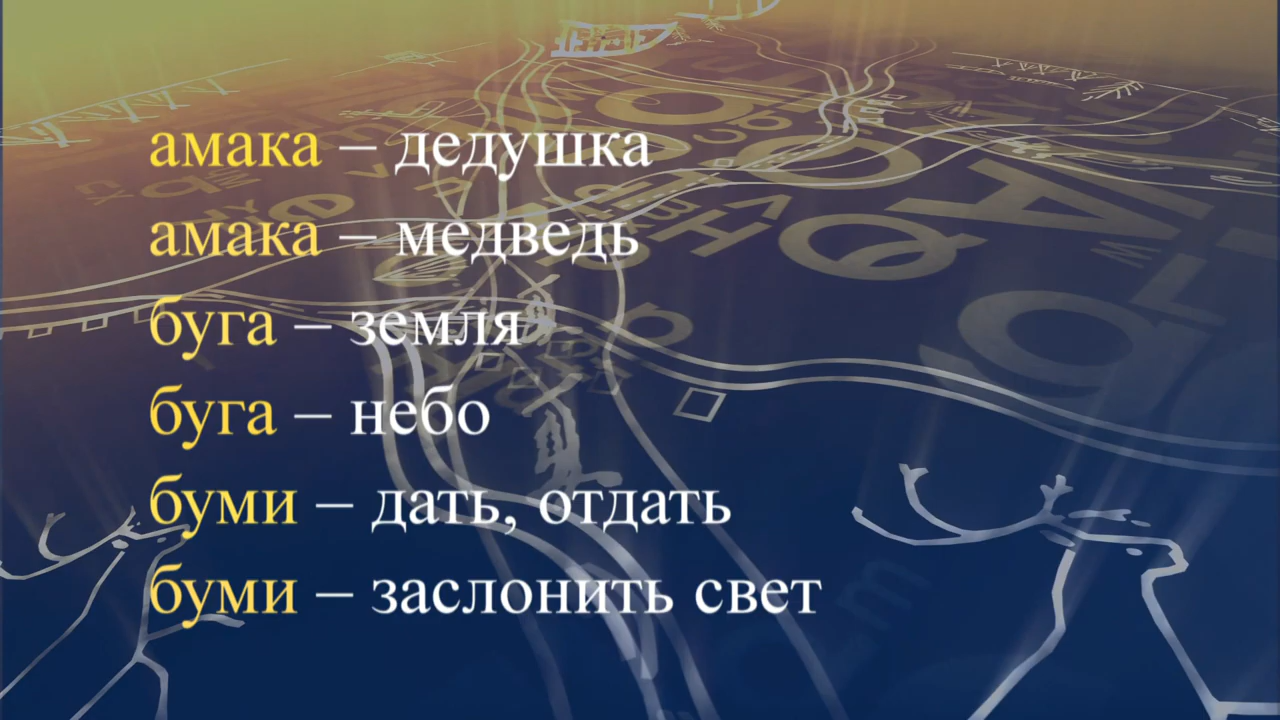 амака – дедушка
амака – медведь
буга – земля
буга – небо
буми – дать, отдать
буми – заслонить свет